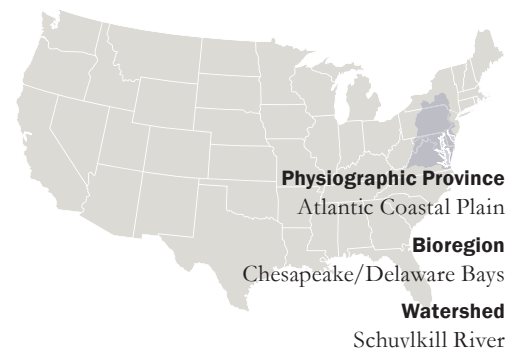 Physiographic Province
Atlantic Coastal Plain
Bioregion
Chesapeake/Delaware Bays
Watershed
Schuylkill River